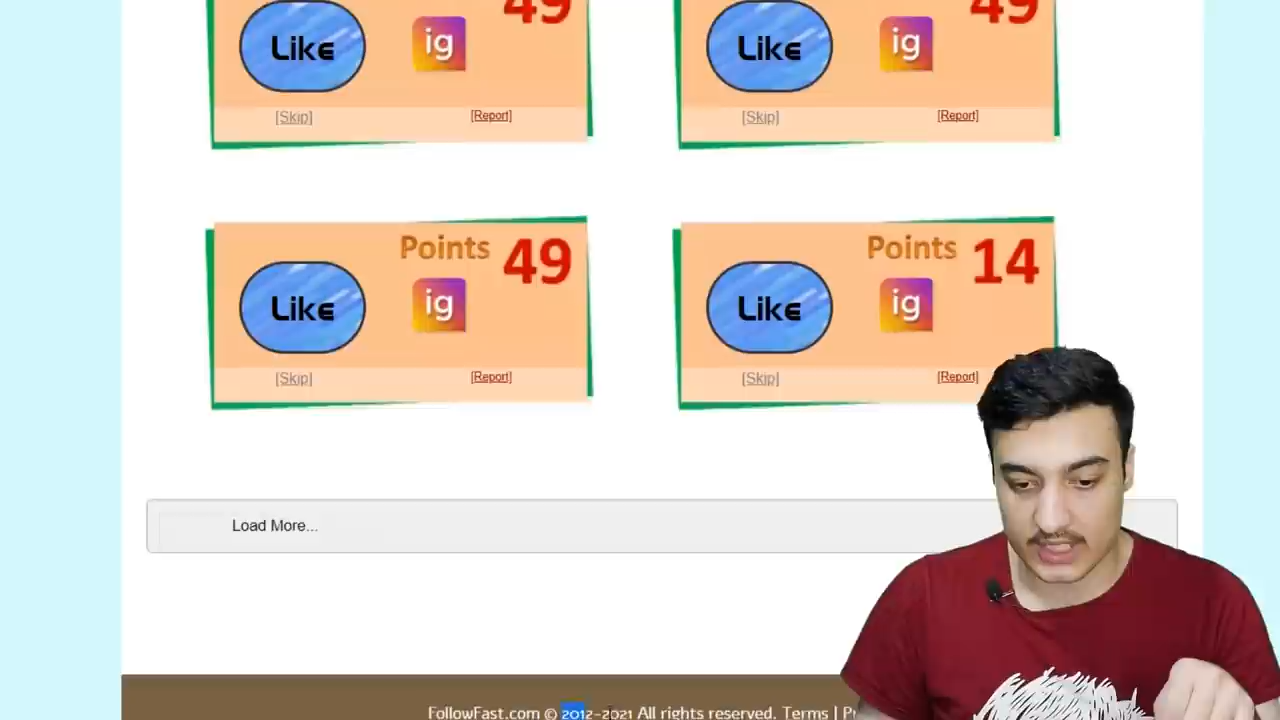 49
49
Like
ig
Like
ig
[Skip]
[Report]
[Skip]
[Report]
Points 49
Points 14
Like
ig
Like
ig
[Skip]
[Report]
[Skip]
[Report]
Load More...
FollowFast.com © 2012-2021 All rights reserved. Terms |